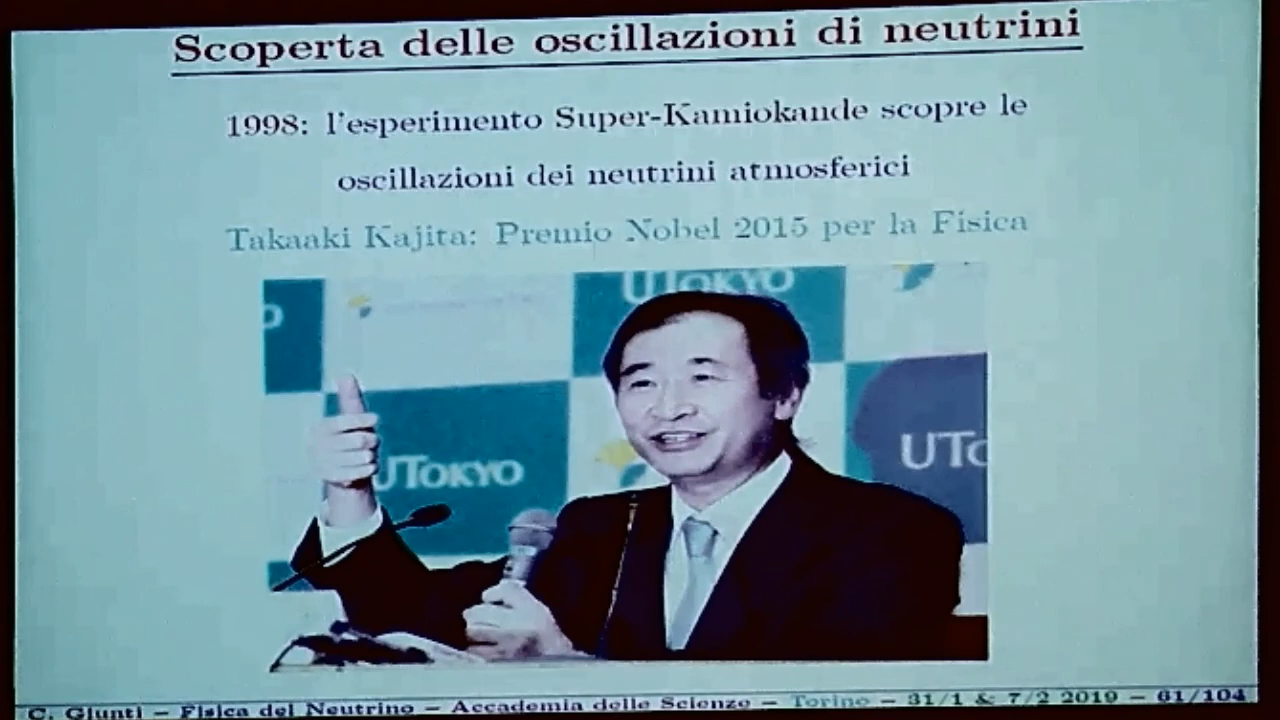 Scoperta delle oscillazioni di neutrini
1998: l'esperimento Super-Kamiokande scopre le
oscillazioni dei neutrini atmosferici
Takaaki Kajita: Premio Nobel 2015 per la Fisica
UTOKYO
O
UTOKYO
UTO
C. Giunti – Fisica dei Neutrino – Accademia delle Scienze – Torino – 31/1 & 7/2 2019 – 61/104